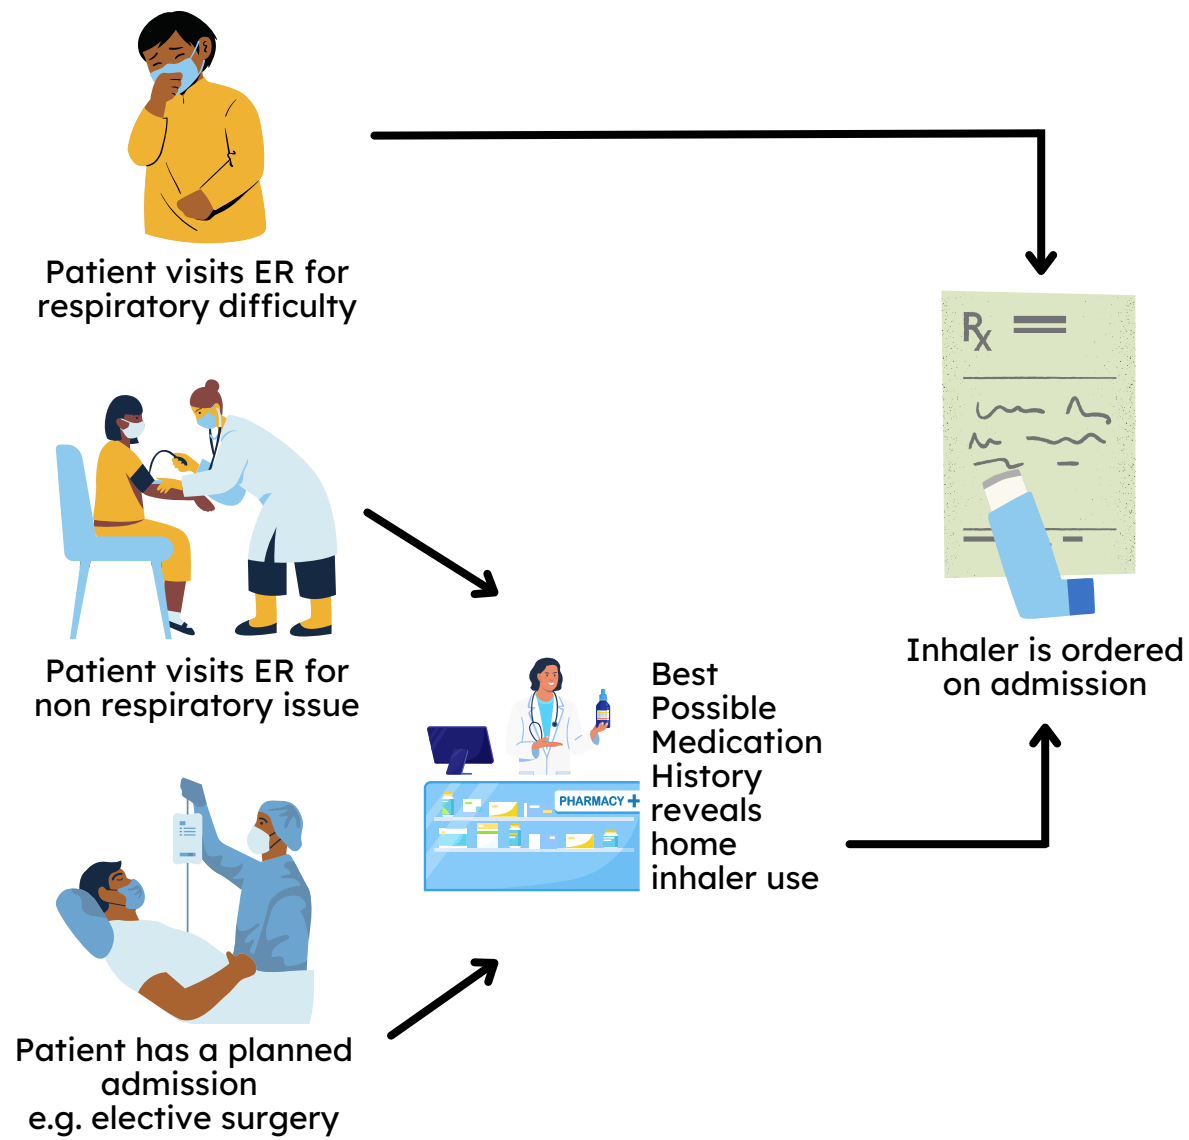 Patient visits ER for
respiratory difficulty
Rx
Patient visits ER for
non respiratory issue
Inhaler is ordered
on admission
Best
Possible
Medication
History
reveals
home
inhaler use
PHARMACY +
Patient has a planned
admission
e.g. elective surgery